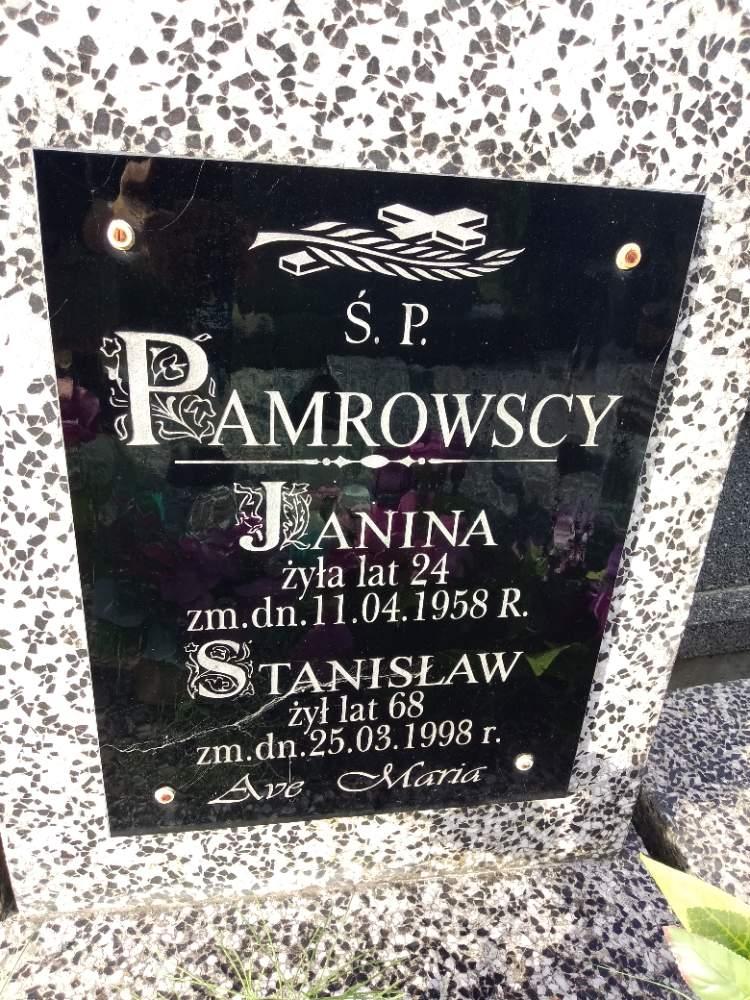 Ś. P.
PAMROWSCY
JANINA
żyła lat 24
zm.dn.11.04.1958 R.
STANISŁAW
żył lat 68
zm.dn.25.03.1998 r.
Ave Maria